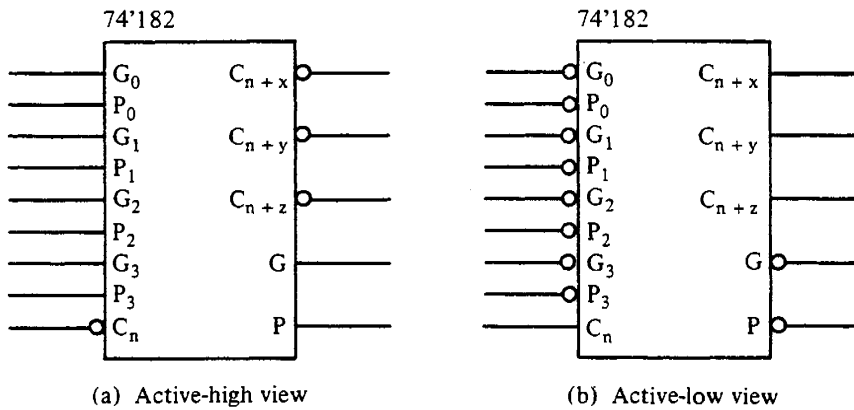 74'182
G₀ Cₙ₊ₓ
P₀
G₁ Cₙ₊ᵧ
P₁
G₂ Cₙ₊z
P₂
G₃ G
P₃
Cₙ P
(a) Active-high view
74'182
G₀ Cₙ₊ₓ
P₀
G₁ Cₙ₊ᵧ
P₁
G₂ Cₙ₊z
P₂
G₃ G
P₃
Cₙ P
(b) Active-low view